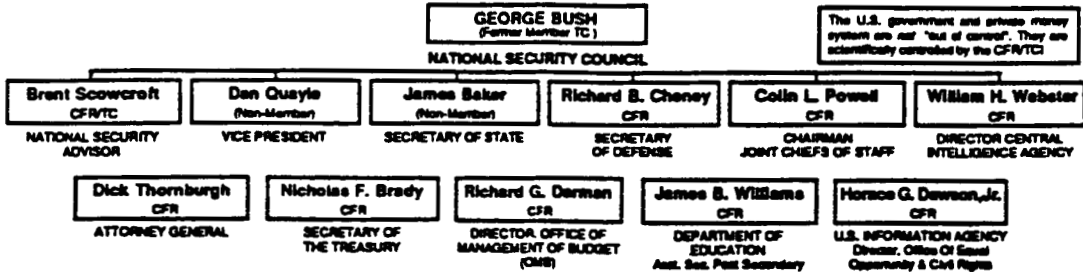 GEORGE BUSH
(Former Member TC)
The U.S. government and private money
system are not "out of control". They are
scientifically controlled by the CFR/TC!
NATIONAL SECURITY COUNCIL
Brent Scowcroft
CFR/TC
NATIONAL SECURITY
ADVISOR
Dan Quayle
(Non-Member)
VICE PRESIDENT
James Baker
(Non-Member)
SECRETARY OF STATE
Richard B. Cheney
CFR
SECRETARY
OF DEFENSE
Colin L. Powell
CFR
CHAIRMAN
JOINT CHIEFS OF STAFF
William H. Webster
CFR
DIRECTOR CENTRAL
INTELLIGENCE AGENCY
Dick Thornburgh
CFR
ATTORNEY GENERAL
Nicholas F. Brady
CFR
SECRETARY OF
THE TREASURY
Richard G. Darman
CFR
DIRECTOR, OFFICE OF
MANAGEMENT OF BUDGET
(OMB)
James B. Williams
CFR
DEPARTMENT OF
EDUCATION
Asst. Sec. Post Secondary
Horace G. Dawson, Jr.
CFR
U.S. INFORMATION AGENCY
Director, Office Of Equal
Opportunity & Civil Rights